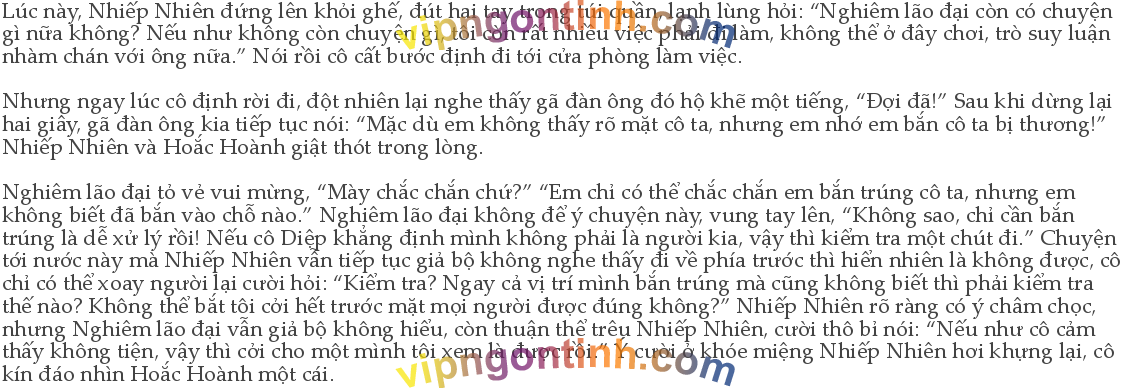 Lúc này, Nhiếp Nhiên đứng lên khỏi ghế, đút hai tay trong túi quần, lạnh lùng hỏi: “Nghiêm lão đại còn có chuyện
gì nữa không? Nếu như không còn chuyện gì, tôi còn rất nhiều việc phải đi làm, không thể ở đây chơi, trò suy luận
nhàm chán với ông nữa.” Nói rồi cô cất bước định đi tới cửa phòng làm việc.
Nhưng ngay lúc cô định rời đi, đột nhiên lại nghe thấy gã đàn ông đó hộ khẽ một tiếng, “Đợi đã!” Sau khi dừng lại
hai giây, gã đàn ông kia tiếp tục nói: “Mặc dù em không thấy rõ mặt cô ta, nhưng em nhớ em bắn cô ta bị thương!”
Nhiếp Nhiên và Hoắc Hoành giật thót trong lòng.
Nghiêm lão đại tỏ vẻ vui mừng, “Mày chắc chắn chứ?” “Em chỉ có thể chắc chắn em bắn trúng cô ta, nhưng em
không biết đã bắn vào chỗ nào.” Nghiêm lão đại không để ý chuyện này, vung tay lên, “Không sao, chỉ cần bắn
trúng là dễ xử lý rồi! Nếu cô Diệp khẳng định mình không phải là người kia, vậy thì kiểm tra một chút đi.” Chuyện
tới nước này mà Nhiếp Nhiên vẫn tiếp tục giả bộ không nghe thấy đi về phía trước thì hiển nhiên là không được, cô
chỉ có thể xoay người lại cười hỏi: “Kiểm tra? Ngay cả vị trí mình bắn trúng mà cũng không biết thì phải kiểm tra
thế nào? Không thể bắt tôi cởi hết trước mặt mọi người được đúng không?” Nhiếp Nhiên rõ ràng có ý châm chọc,
nhưng Nghiêm lão đại vẫn giả bộ không hiểu, còn thuận thế trêu Nhiếp Nhiên, cười thô bỉ nói: “Nếu như cô cảm
thấy không tiện, vậy thì cởi cho một mình tôi xem là được rồi.” Ý cười ở khóe miệng Nhiếp Nhiên hơi khựng lại, cô
kín đáo nhìn Hoắc Hoành một cái.
vipngontinh.com
vipngontinh.com